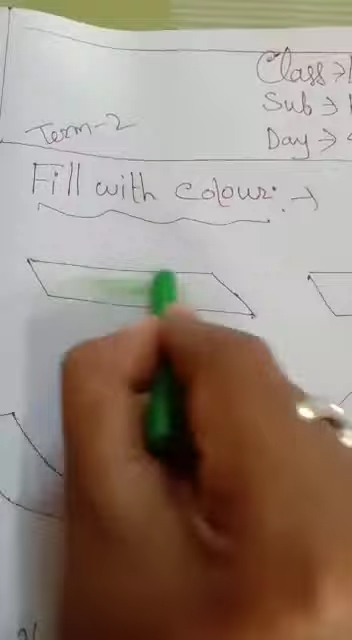 Class →
Sub →
Term-2
Day →
Fill with colour:→